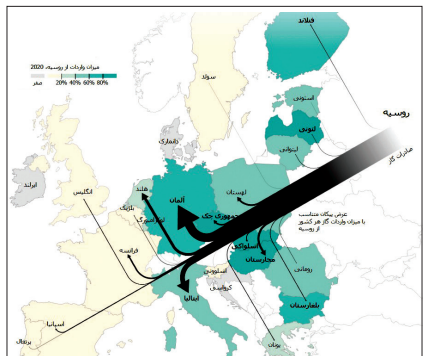 میزان واردات از روسیه، 2020
صفر
20% 40% 60% 80%
فنلاند
سوئد
روسیه
صادرات گاز
استونی
لتونی
لیتوانی
دانمارک
ایرلند
انگلیس
هلند
بلژیک
آلمان
لوکزامبورگ
لهستان
جمهوری چک
عرض پیکان متناسب
با میزان واردات گاز هر کشور
از روسیه
فرانسه
اسلواکی
مجارستان
اسلوونی
کرواسی
رومانی
ایتالیا
بلغارستان
اسپانیا
پرتغال
یونان